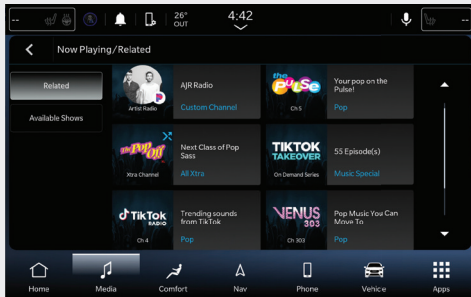 --
26°
OUT
4:42
--
Now Playing/Related
Related
Available Shows
Artist Radio
AJR Radio
Custom Channel
the
Pulse
Ch 5
Your pop on the
Pulse!
Pop
the POP Off
Xtra Channel
Next Class of Pop
Sass
All Xtra
TIKTOK
TAKEOVER
On Demand Series
55 Episode(s)
Music Special
TikTok
RADIO
Ch 4
Trending sounds
from TikTok
Pop
VENUS
303
Ch 303
Pop Music You Can
Move To
Pop
Home
Media
Comfort
Nav
Phone
Vehicle
Apps